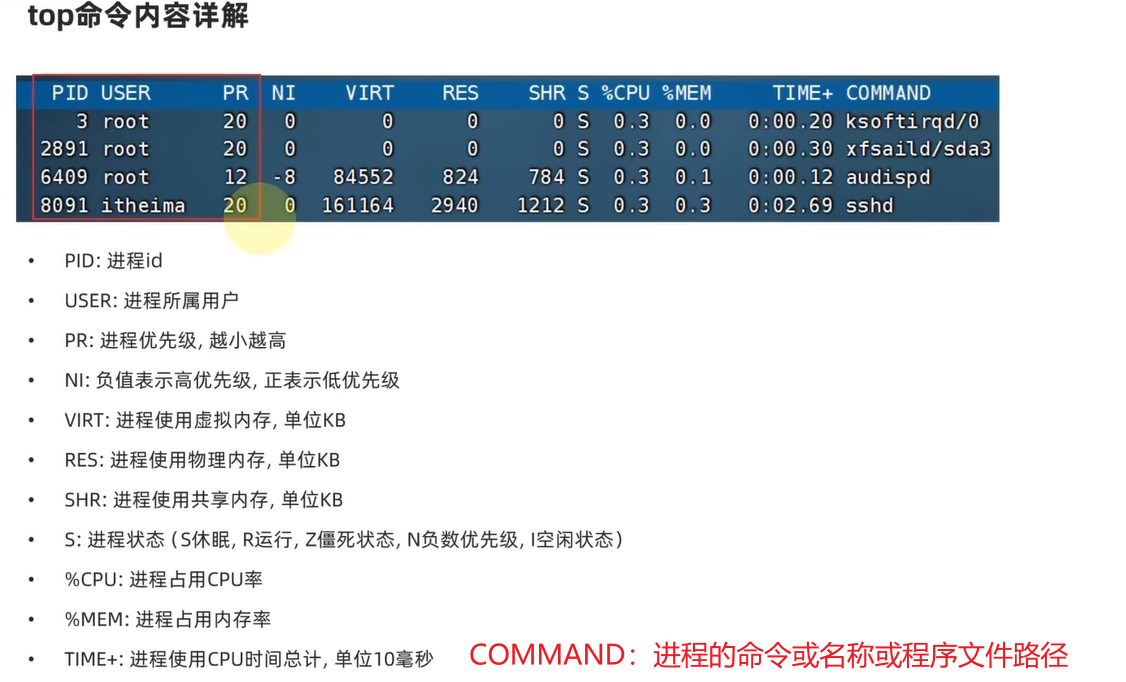 top命令内容详解
PID USER PR NI VIRT RES SHR S %CPU %MEM TIME+ COMMAND
3 root 20 0 0 0 0 S 0.3 0.0 0:00.20 ksoftirqd/0
2891 root 20 0 0 0 0 S 0.3 0.0 0:00.30 xfsaild/sda3
6409 root 12 -8 84552 824 784 S 0.3 0.1 0:00.12 audispd
8091 itheima 20 0 161164 2940 1212 S 0.3 0.3 0:02.69 sshd
• PID: 进程id
• USER: 进程所属用户
• PR: 进程优先级, 越小越高
• NI: 负值表示高优先级, 正表示低优先级
• VIRT: 进程使用虚拟内存, 单位KB
• RES: 进程使用物理内存, 单位KB
• SHR: 进程使用共享内存, 单位KB
• S: 进程状态 (S休眠, R运行, Z僵死状态, N负数优先级, I空闲状态)
• %CPU: 进程占用CPU率
• %MEM: 进程占用内存率
• TIME+: 进程使用CPU时间总计, 单位10毫秒
COMMAND：进程的命令或名称或程序文件路径